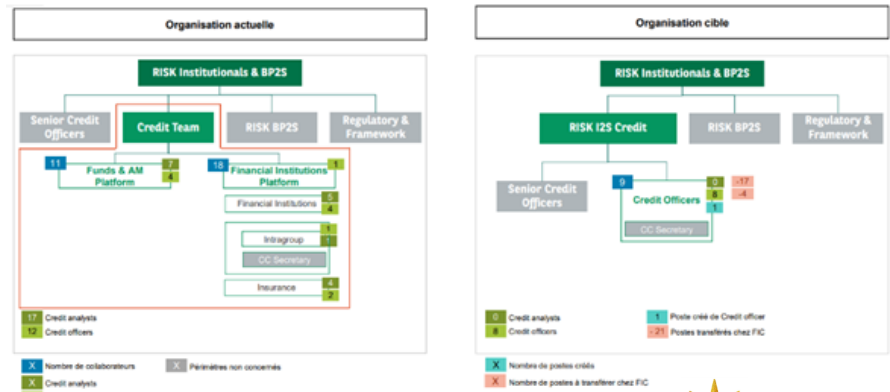 Organisation actuelle
RISK Institutionals & BP2S
Senior Credit
Officers
Credit Team
RISK BP2S
Regulatory &
Framework
11
Funds & AM
Platform
7
4
18
Financial Institutions
Platform
1
Financial Institutions
5
4
1
Intragroup
1
CC Secretary
Insurance
4
2
17 Credit analysts
12 Credit officers
X Nombre de collaborateurs
X Périmètres non concernés
X Credit analysts
Organisation cible
RISK Institutionals & BP2S
RISK I2S Credit
RISK BP2S
Regulatory &
Framework
Senior Credit
Officers
9
Credit Officers
0
8
1
-17
-4
CC Secretary
0 Credit analysts
8 Credit officers
1 Poste créé de Credit officer
-21 Postes transférés chez FIC
X Nombre de postes créés
X Nombre de postes à transférer chez FIC